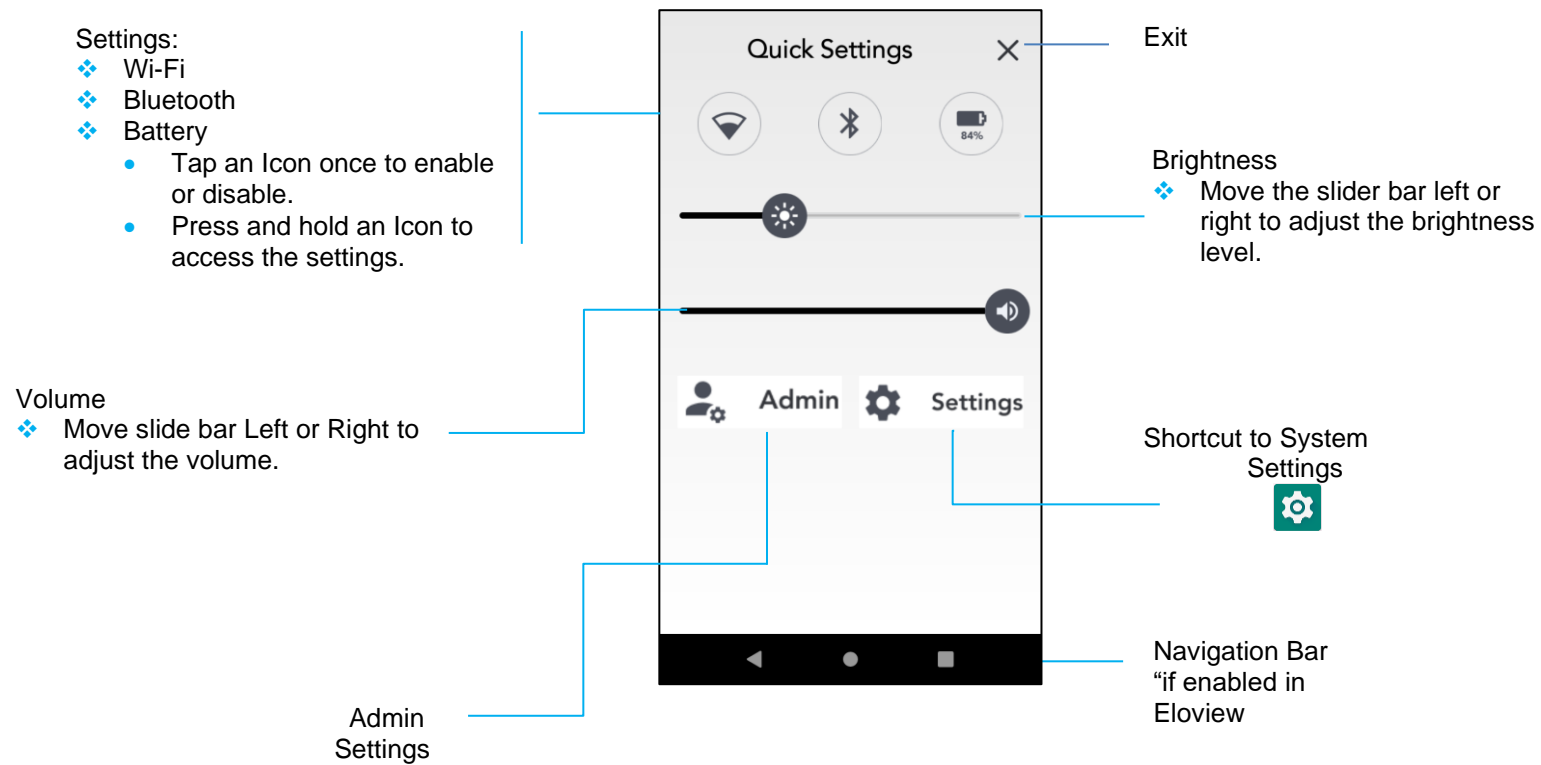 Settings:
❖ Wi-Fi
❖ Bluetooth
❖ Battery
• Tap an Icon once to enable
or disable.
• Press and hold an Icon to
access the settings.
Quick Settings
84%
Admin
Settings
Exit
Brightness
❖ Move the slider bar left or
right to adjust the brightness
level.
Volume
❖ Move slide bar Left or Right to
adjust the volume.
Shortcut to System
Settings
Navigation Bar
“if enabled in
Eloview
Admin
Settings